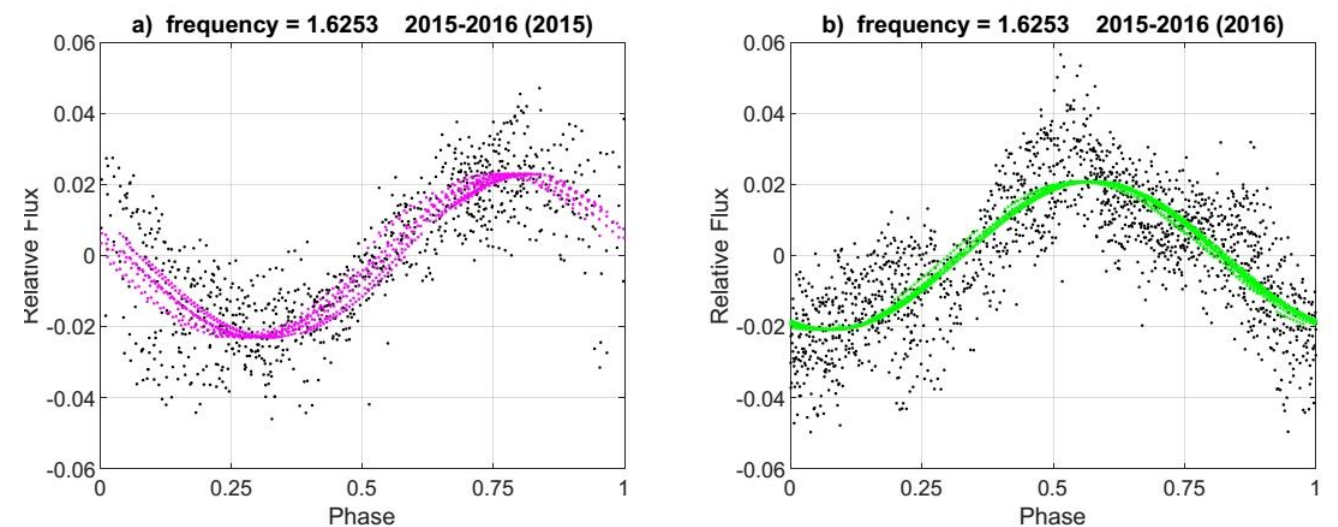 a) frequency = 1.6253 2015-2016 (2015)
0.06
0.04
0.02
0
-0.02
-0.04
-0.06
Relative Flux
0 0.25 0.5 0.75 1
Phase
b) frequency = 1.6253 2015-2016 (2016)
0.06
0.04
0.02
0
-0.02
-0.04
-0.06
Relative Flux
0 0.25 0.5 0.75 1
Phase